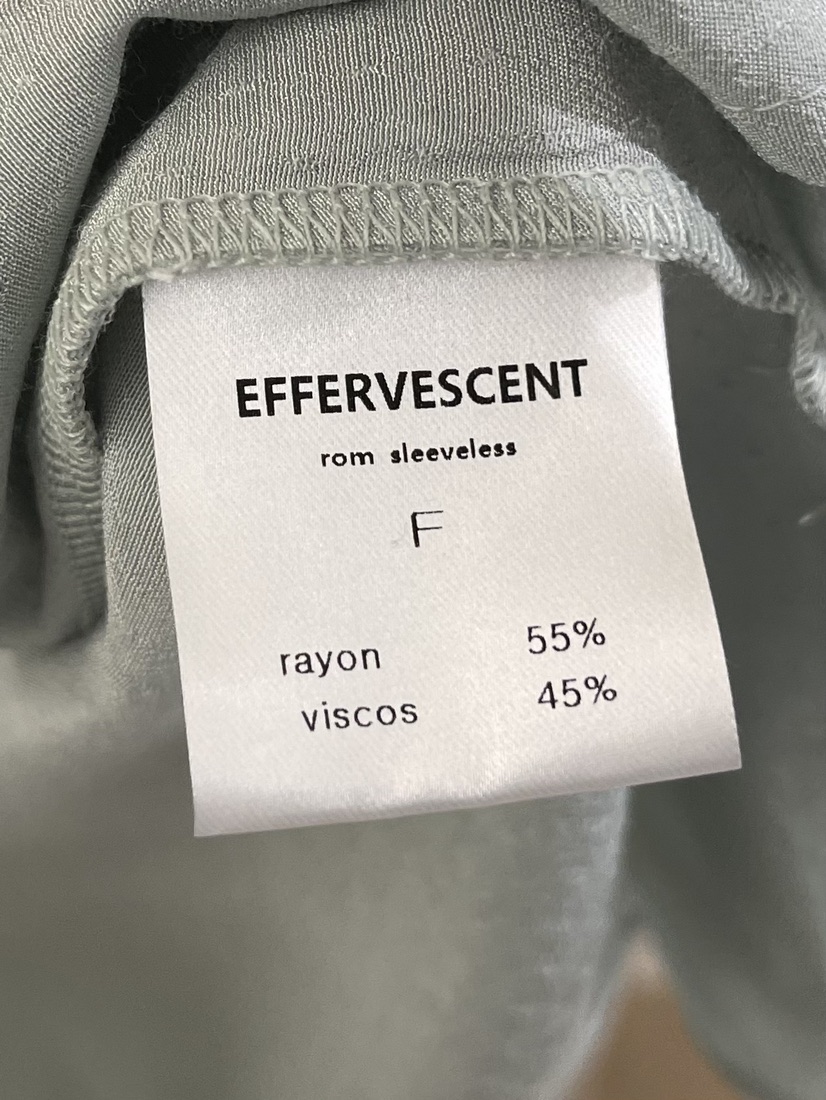 EFFERVESCENT
rom sleeveless
F
rayon 55%
viscos 45%